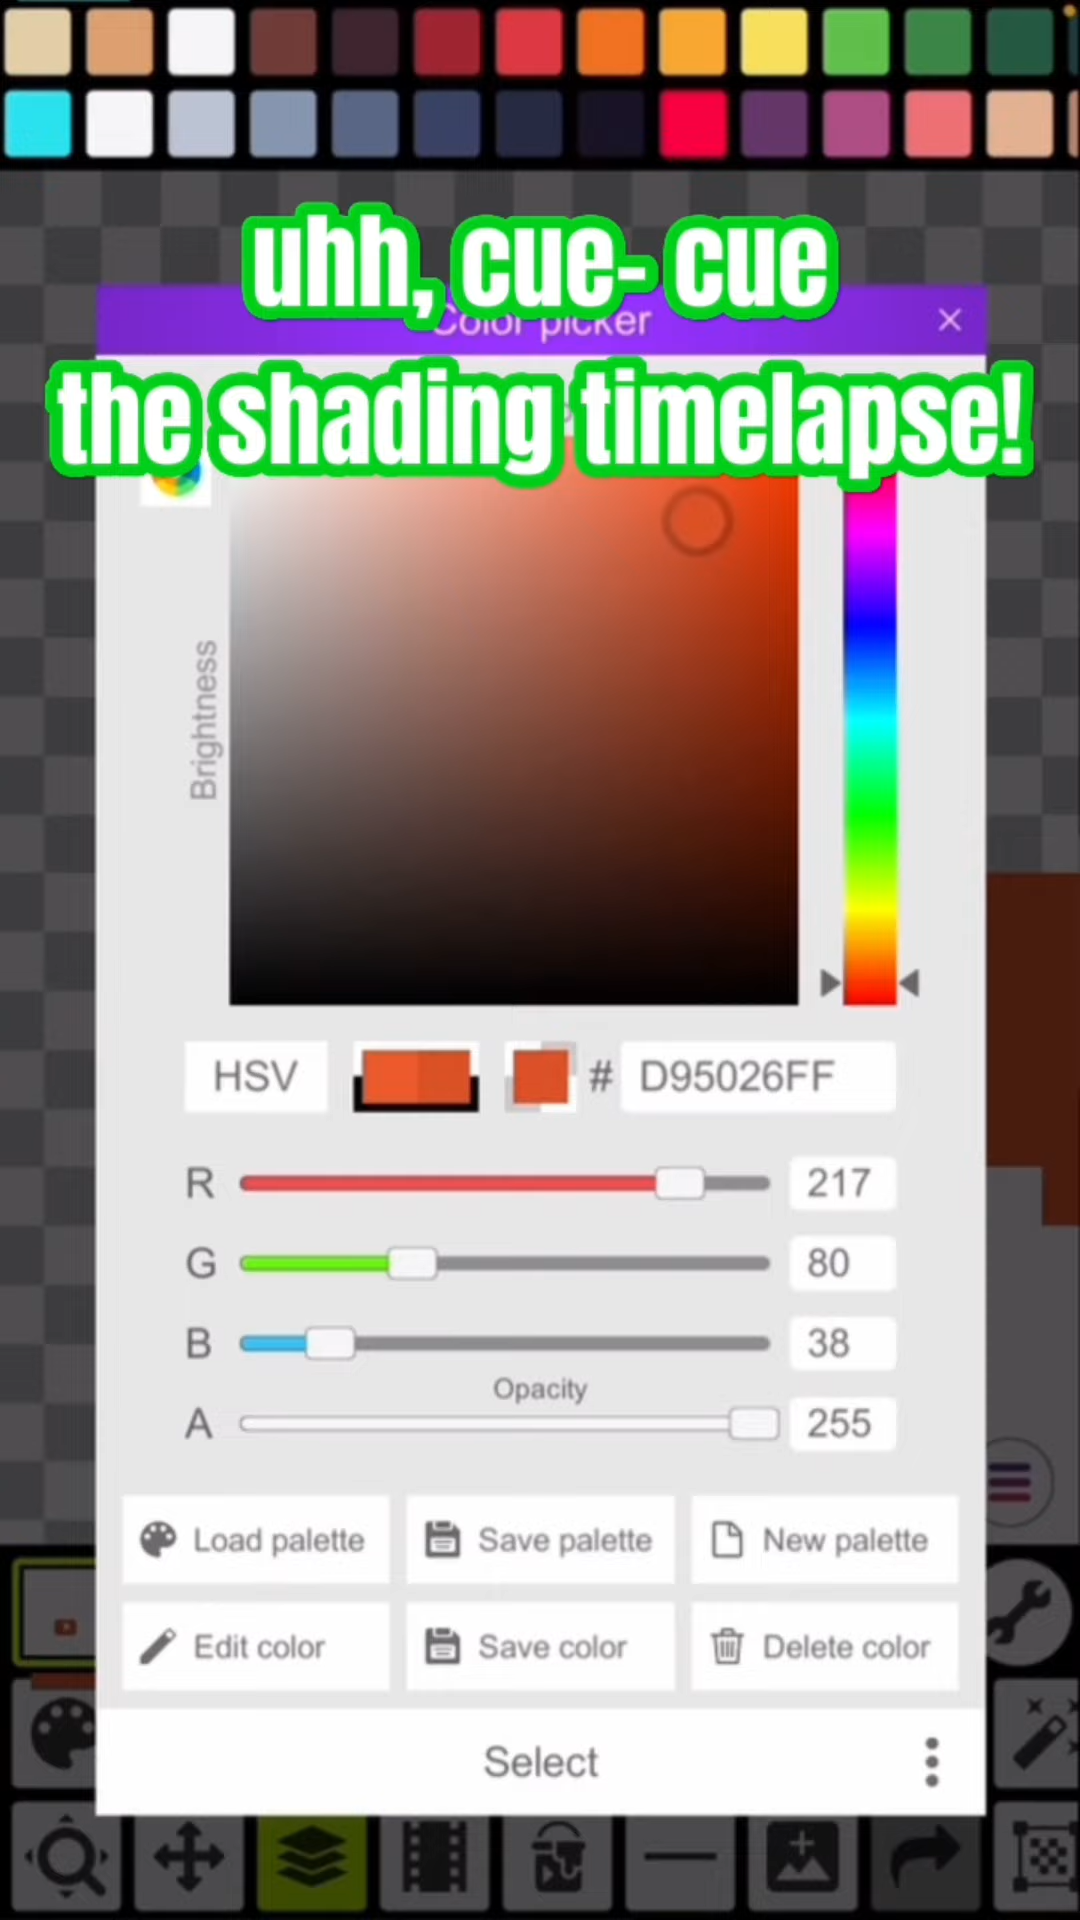 uhh, cue- cue
Color picker
the shading timelapse!
Brightness
HSV
# D95026FF
R 217
G 80
B 38
Opacity
A 255
Load palette Save palette New palette
Edit color Save color Delete color
Select